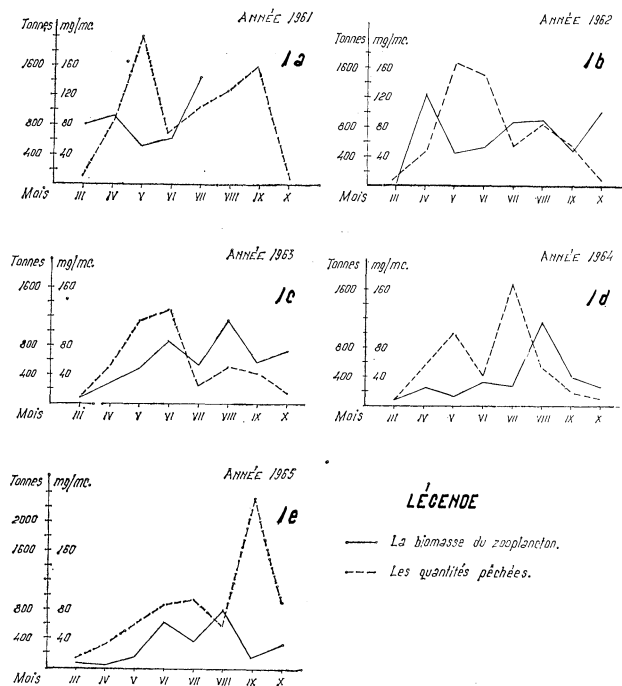 ANNÉE 1961
Tonnes mg/mc.
1a
1600 160
800 80
400 40
Mois III IV V VI VII VIII IX X
ANNÉE 1962
Tonnes mg/mc.
1b
1600 160
120
800 80
400 40
Mois III IV V VI VII VIII IX X
ANNÉE 1963
Tonnes mg/mc.
1c
1600 160
800 80
400 40
Mois III IV V VI VII VIII IX X
ANNÉE 1964
Tonnes mg/mc.
1d
1600 160
800 80
400 40
Mois III IV V VI VII VIII IX X
ANNÉE 1965
Tonnes mg/mc.
1e
2000
1600 160
800 80
400 40
Mois III IV V VI VII VIII IX X
LÉGENDE
La biomasse du zooplancton.
Les quantités pêchées.